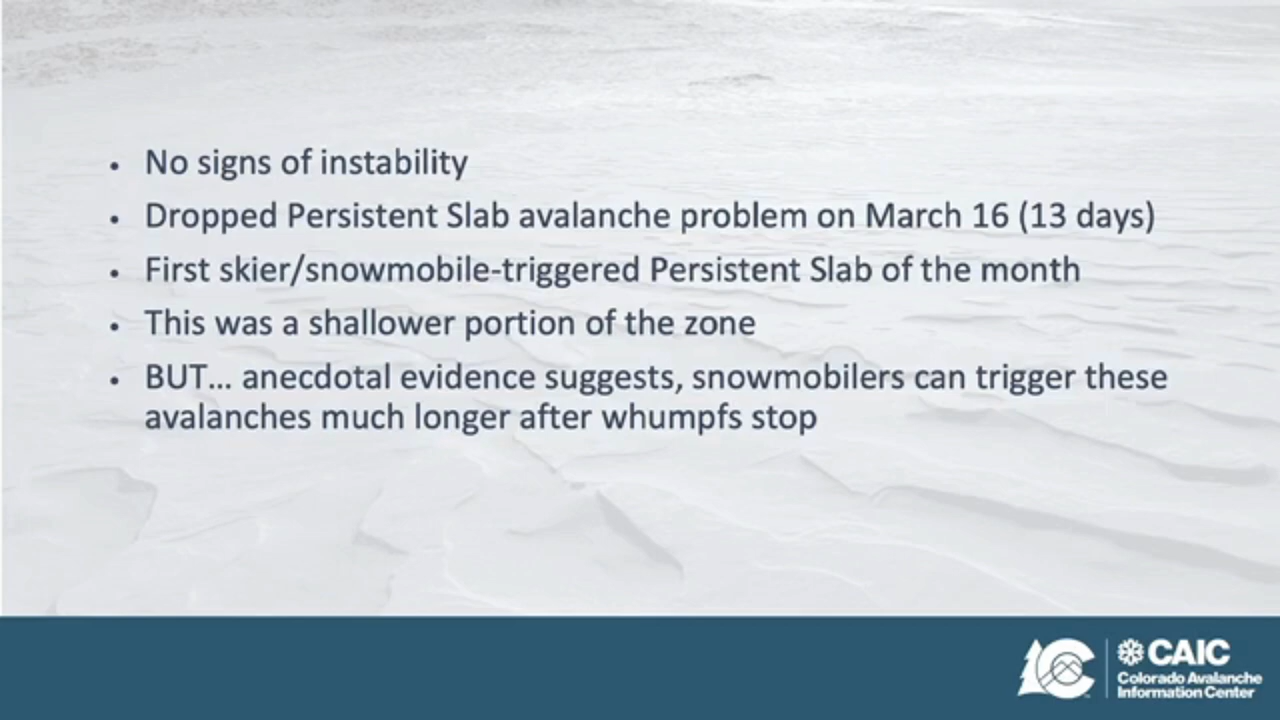 • No signs of instability
• Dropped Persistent Slab avalanche problem on March 16 (13 days)
• First skier/snowmobile-triggered Persistent Slab of the month
• This was a shallower portion of the zone
• BUT... anecdotal evidence suggests, snowmobilers can trigger these
avalanches much longer after whumpfs stop
CAIC
Colorado Avalanche
Information Center